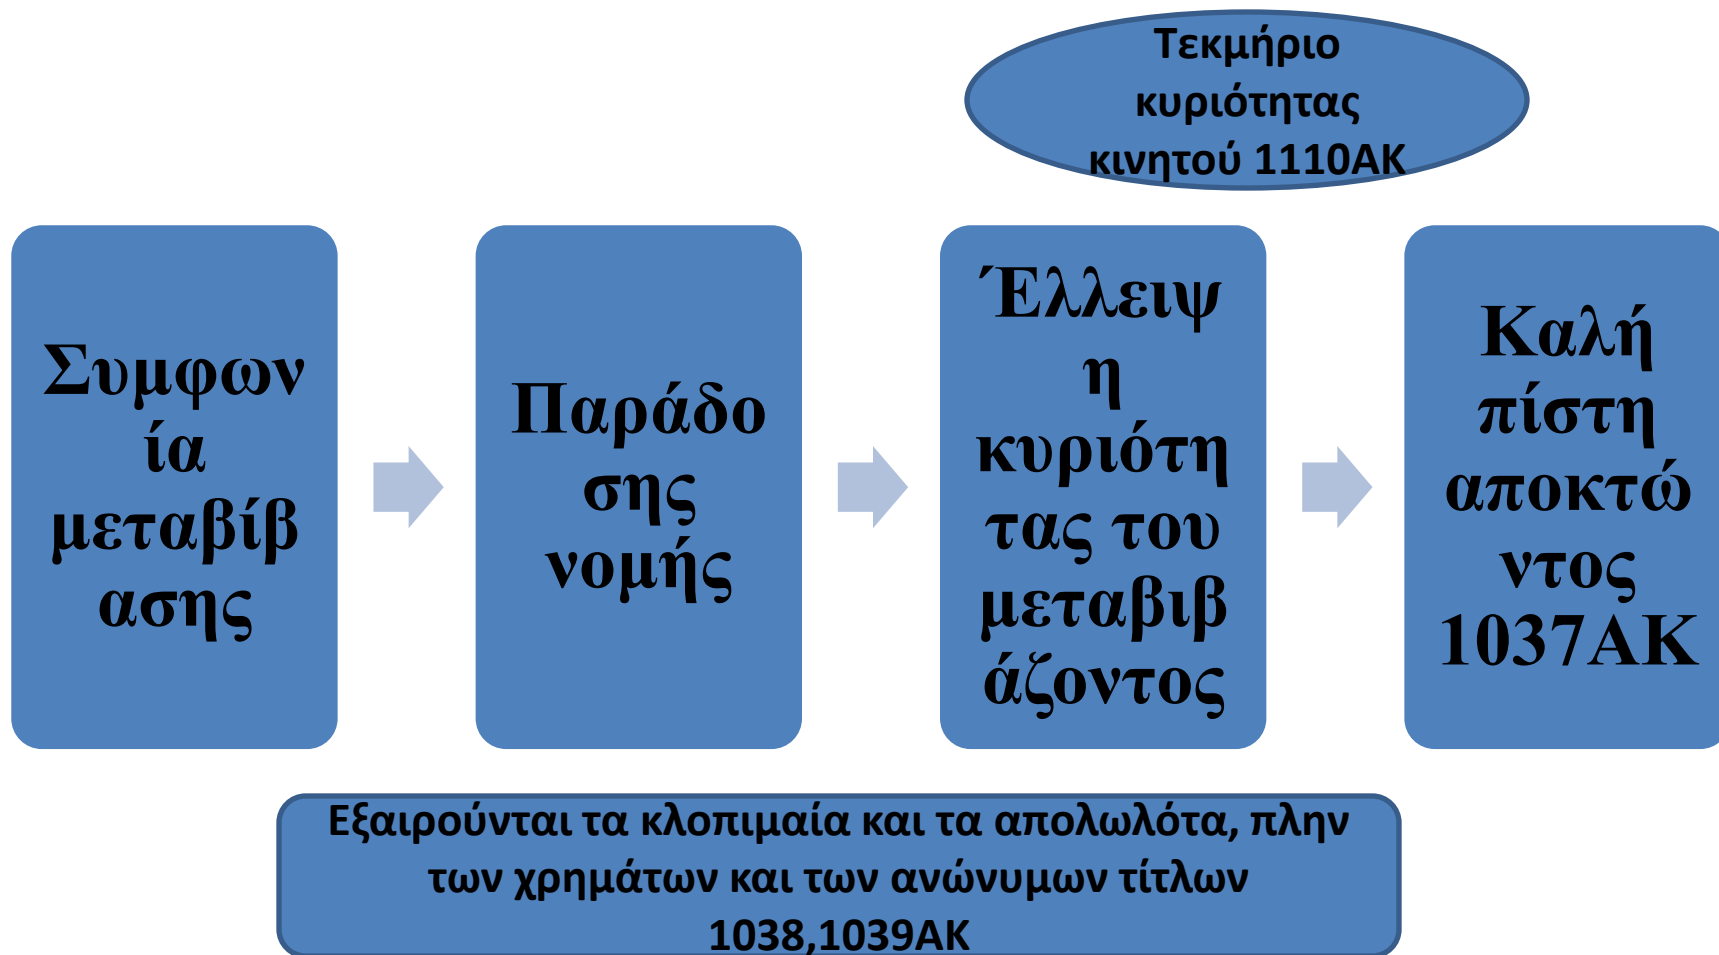 Τεκμήριο
κυριότητας
κινητού 1110ΑΚ
Συμφων
ία
μεταβίβ
ασης
Παράδο
σης
νομής
Έλλειψ
η
κυριότη
τας του
μεταβιβ
άζοντος
Καλή
πίστη
αποκτώ
ντος
1037ΑΚ
Εξαιρούνται τα κλοπιμαία και τα απολωλότα, πλην
των χρημάτων και των ανώνυμων τίτλων
1038,1039ΑΚ